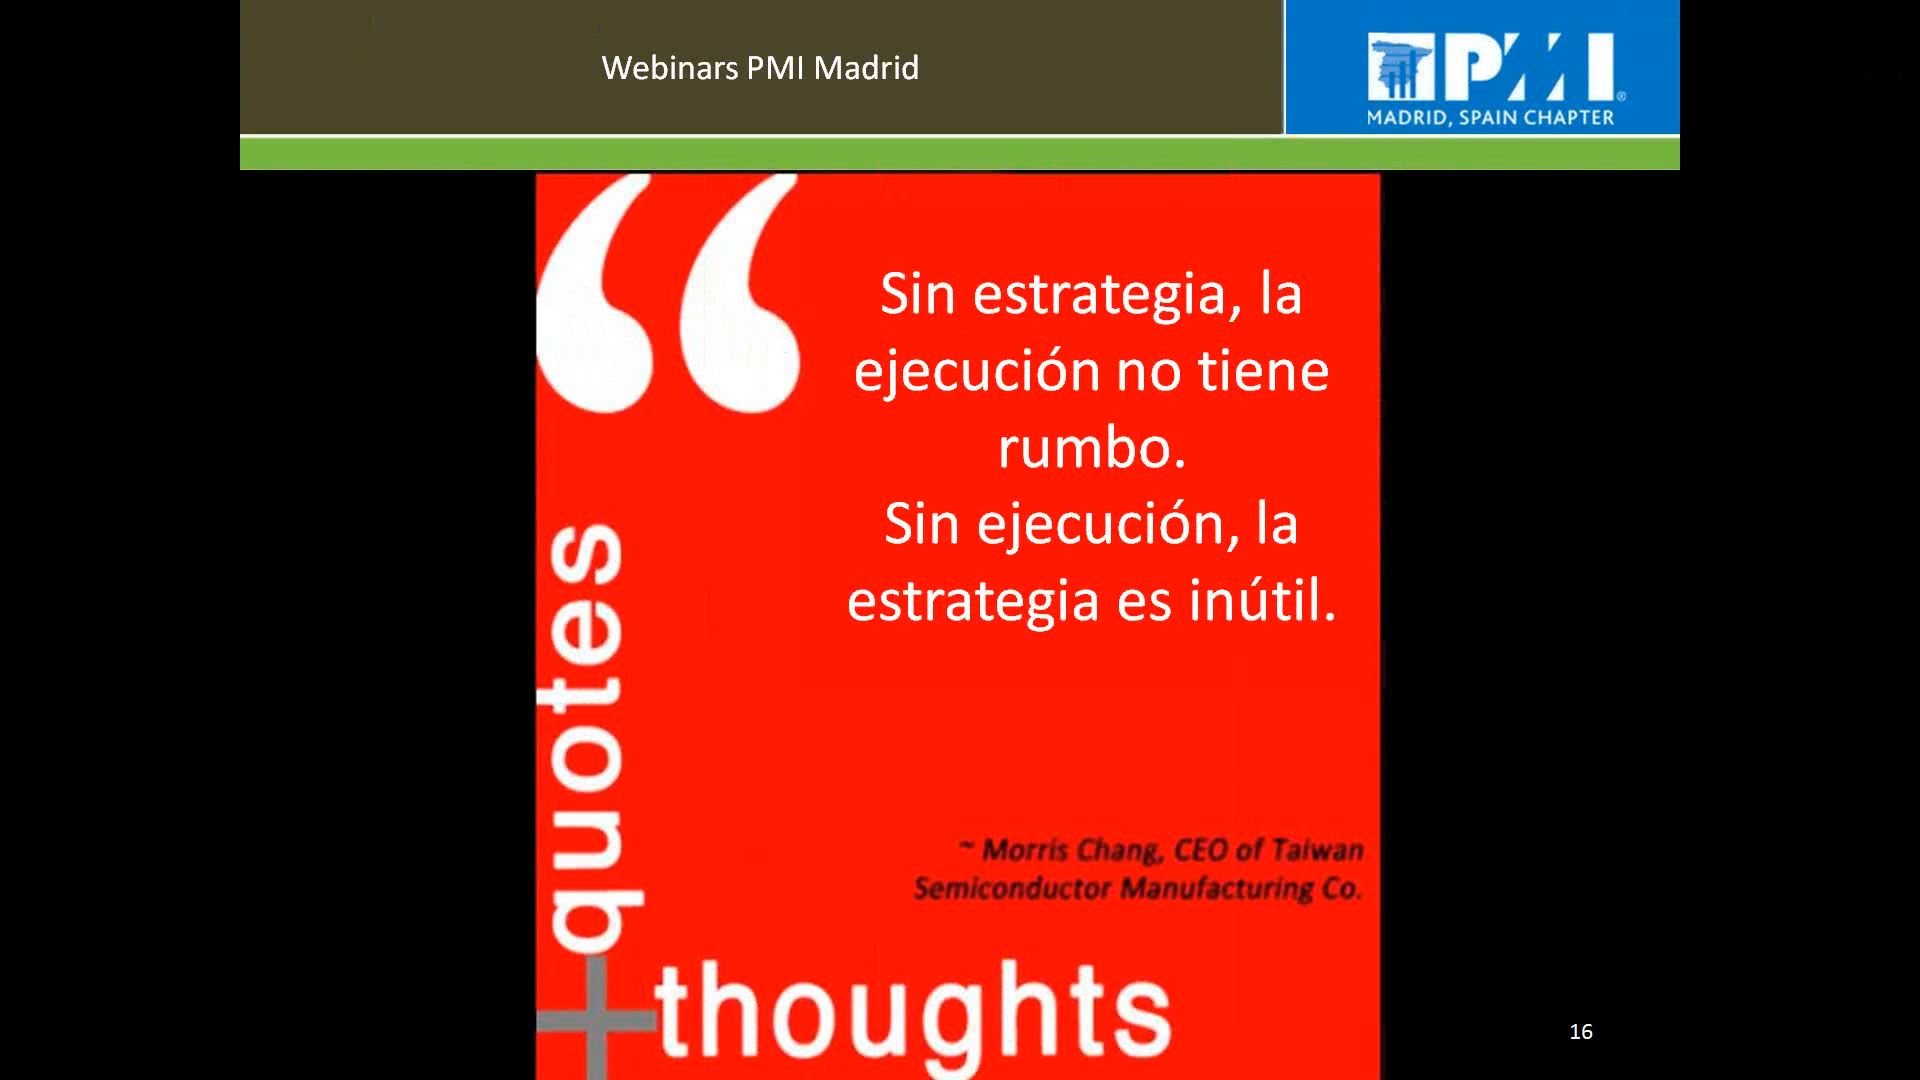 Webinars PMI Madrid
PMI®
MADRID, SPAIN CHAPTER
Sin estrategia, la
ejecución no tiene
rumbo.
Sin ejecución, la
estrategia es inútil.
~ Morris Chang, CEO of Taiwan
Semiconductor Manufacturing Co.
quotes
+thoughts
16